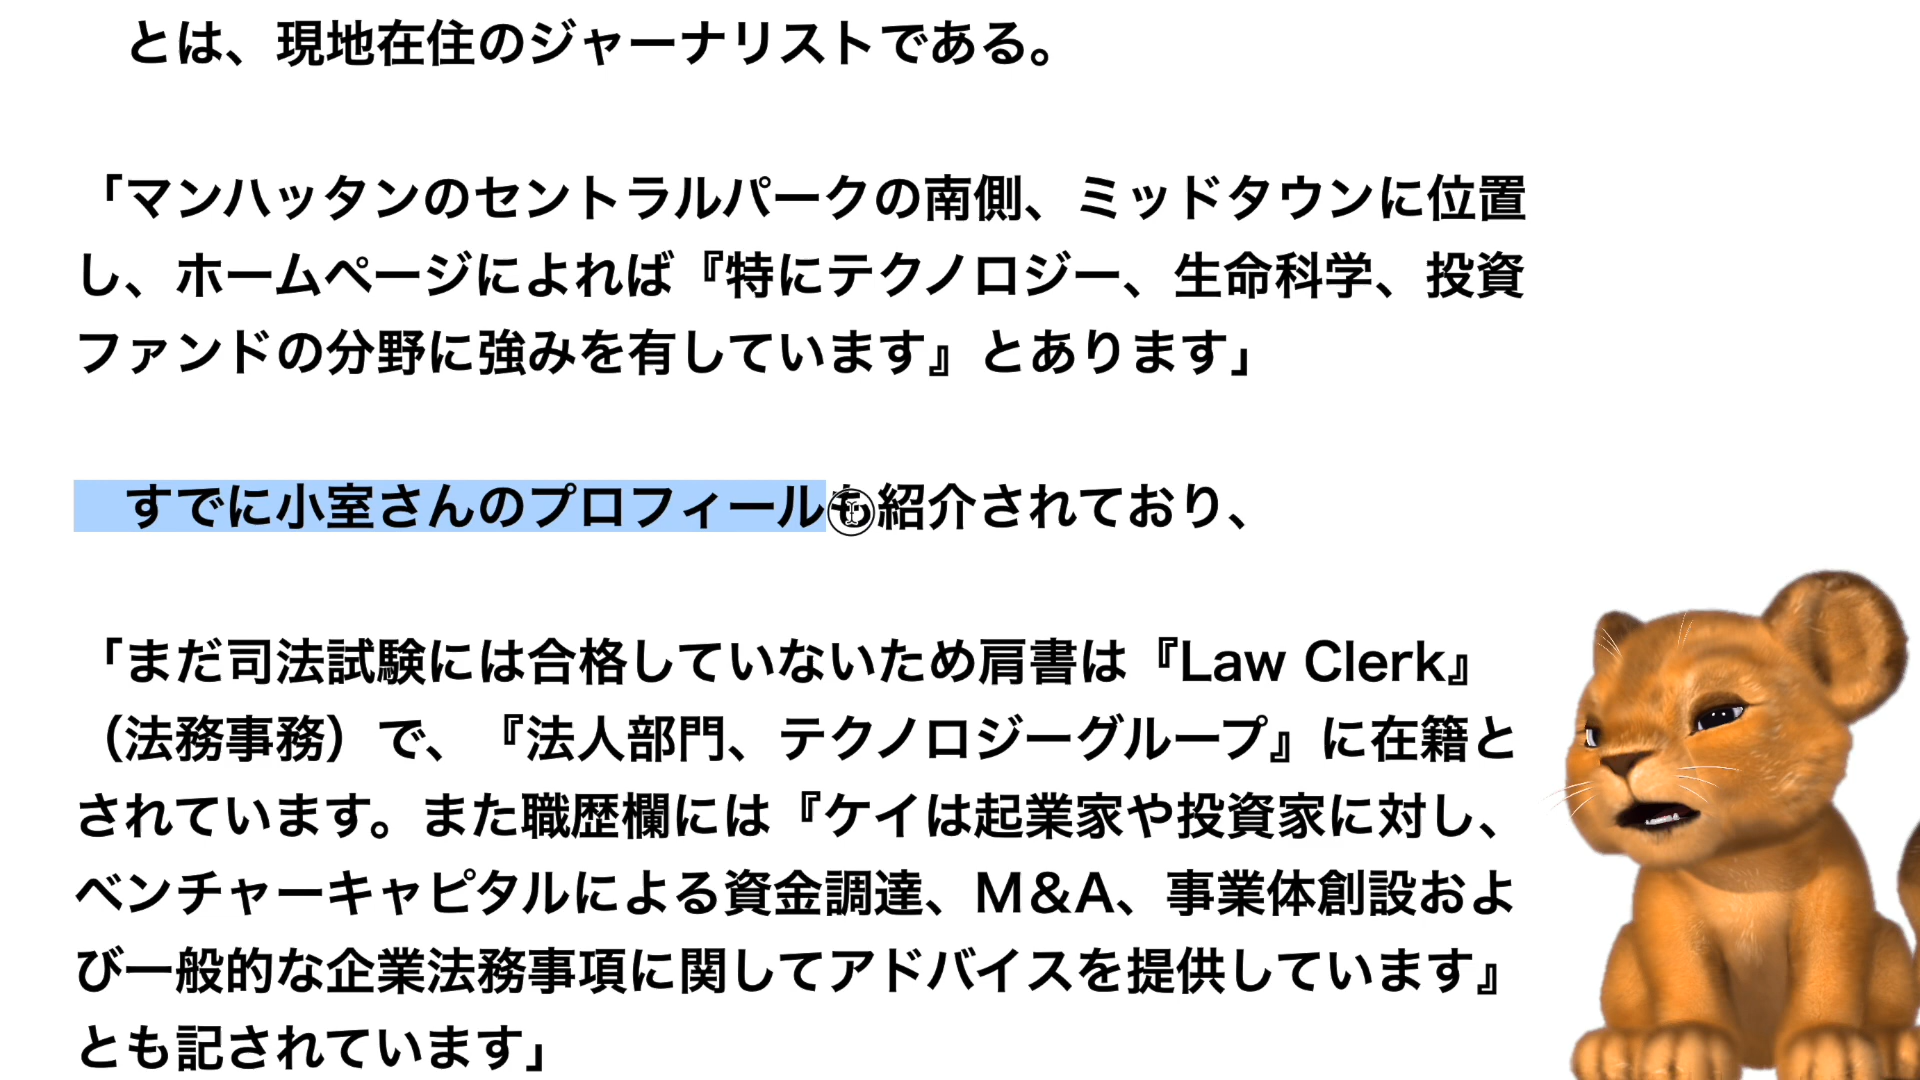 とは、現地在住のジャーナリストである。
「マンハッタンのセントラルパークの南側、ミッドタウンに位置
し、ホームページによれば『特にテクノロジー、生命科学、投資
ファンドの分野に強みを有しています』とあります」
すでに小室さんのプロフィールも紹介されており、
「まだ司法試験には合格していないため肩書は『Law Clerk』
（法務事務）で、『法人部門、テクノロジーグループ』に在籍と
されています。また職歴欄には『ケイは起業家や投資家に対し、
ベンチャーキャピタルによる資金調達、M＆A、事業体創設およ
び一般的な企業法務事項に関してアドバイスを提供しています』
とも記されています」